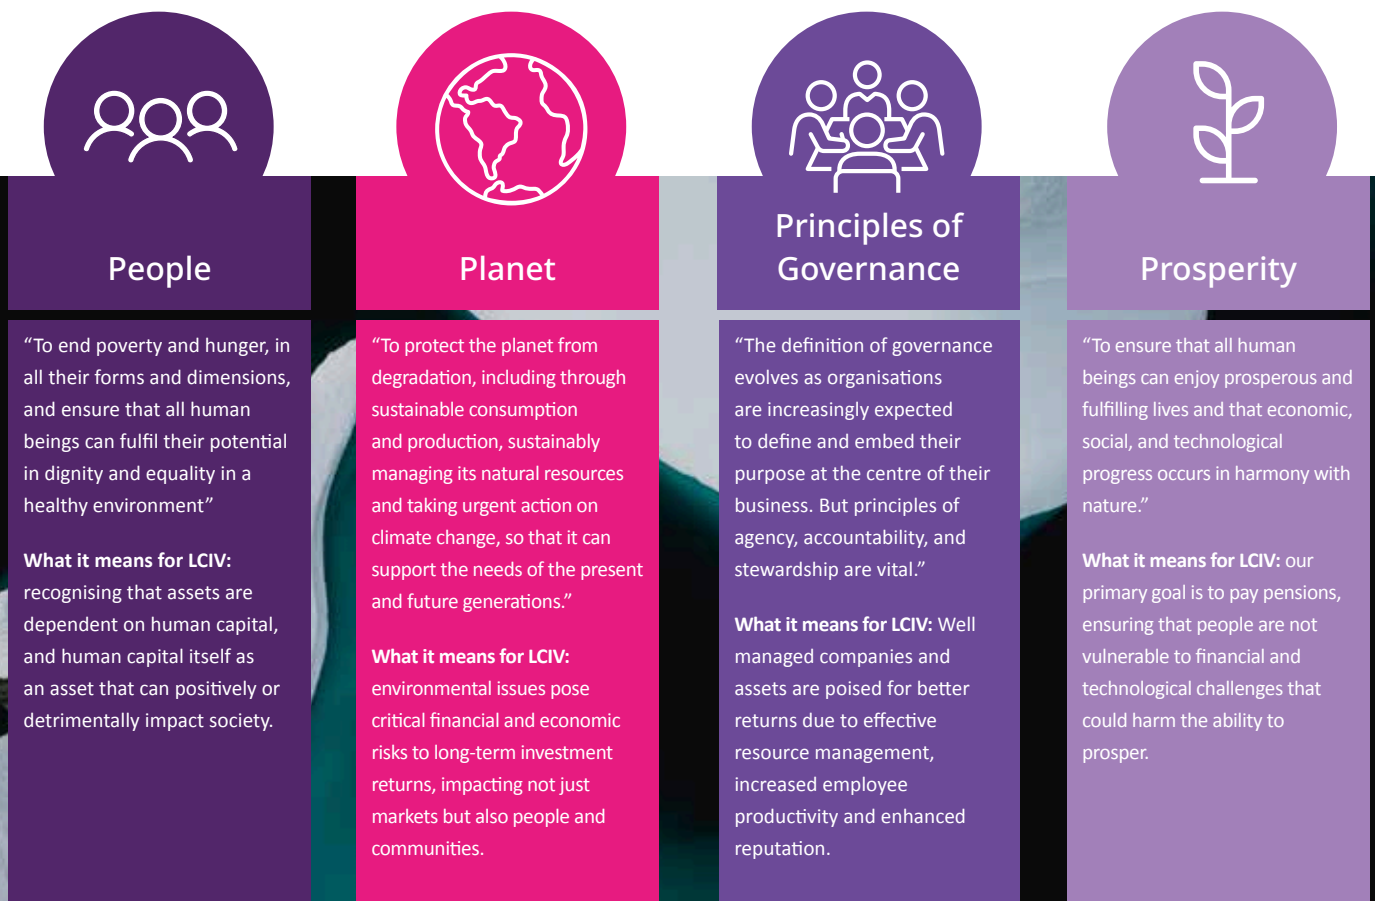 People
“To end poverty and hunger, in
all their forms and dimensions,
and ensure that all human
beings can fulfil their potential
in dignity and equality in a
healthy environment”
What it means for LCIV:
recognising that assets are
dependent on human capital,
and human capital itself as
an asset that can positively or
detrimentally impact society.
Planet
“To protect the planet from
degradation, including through
sustainable consumption
and production, sustainably
managing its natural resources
and taking urgent action on
climate change, so that it can
support the needs of the present
and future generations.”
What it means for LCIV:
environmental issues pose
critical financial and economic
risks to long-term investment
returns, impacting not just
markets but also people and
communities.
Principles of
Governance
“The definition of governance
evolves as organisations
are increasingly expected
to define and embed their
purpose at the centre of their
business. But principles of
agency, accountability, and
stewardship are vital.”
What it means for LCIV: Well
managed companies and
assets are poised for better
returns due to effective
resource management,
increased employee
productivity and enhanced
reputation.
Prosperity
“To ensure that all human
beings can enjoy prosperous and
fulfilling lives and that economic,
social, and technological
progress occurs in harmony with
nature.”
What it means for LCIV: our
primary goal is to pay pensions,
ensuring that people are not
vulnerable to financial and
technological challenges that
could harm the ability to
prosper.